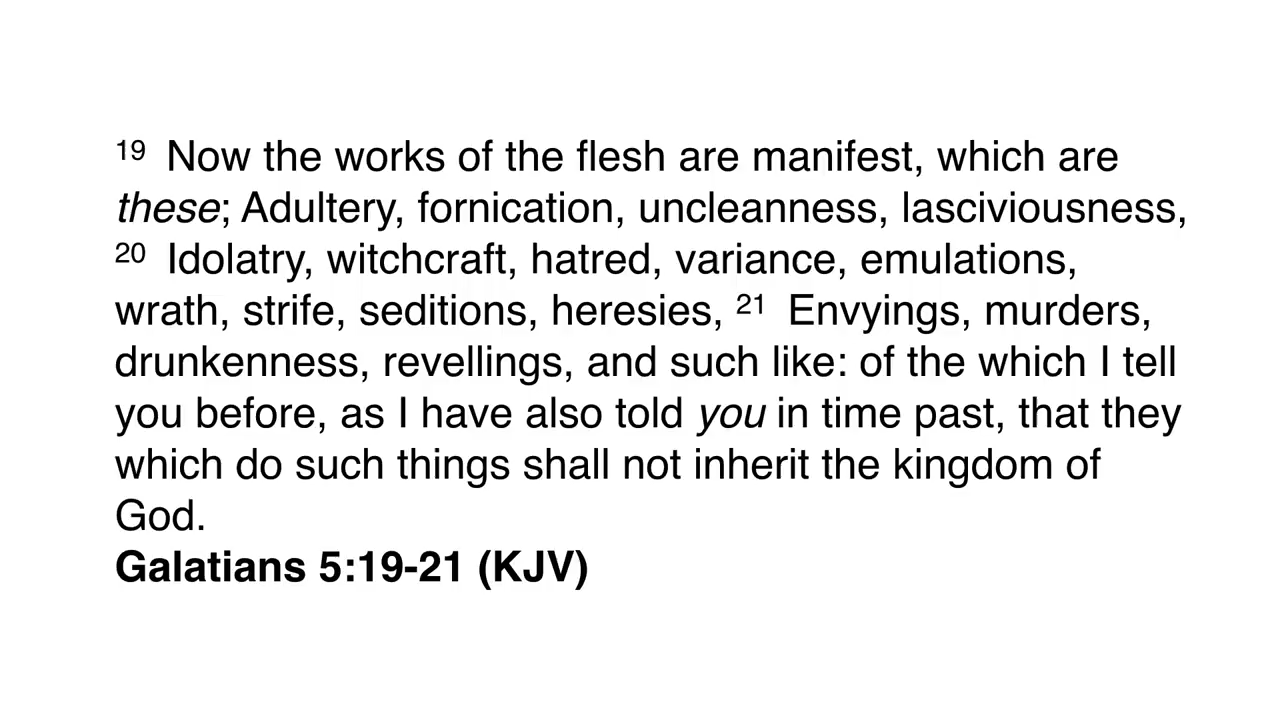 19 Now the works of the flesh are manifest, which are
these; Adultery, fornication, uncleanness, lasciviousness,
20 Idolatry, witchcraft, hatred, variance, emulations,
wrath, strife, seditions, heresies, 21 Envyings, murders,
drunkenness, revellings, and such like: of the which I tell
you before, as I have also told you in time past, that they
which do such things shall not inherit the kingdom of
God.
Galatians 5:19-21 (KJV)